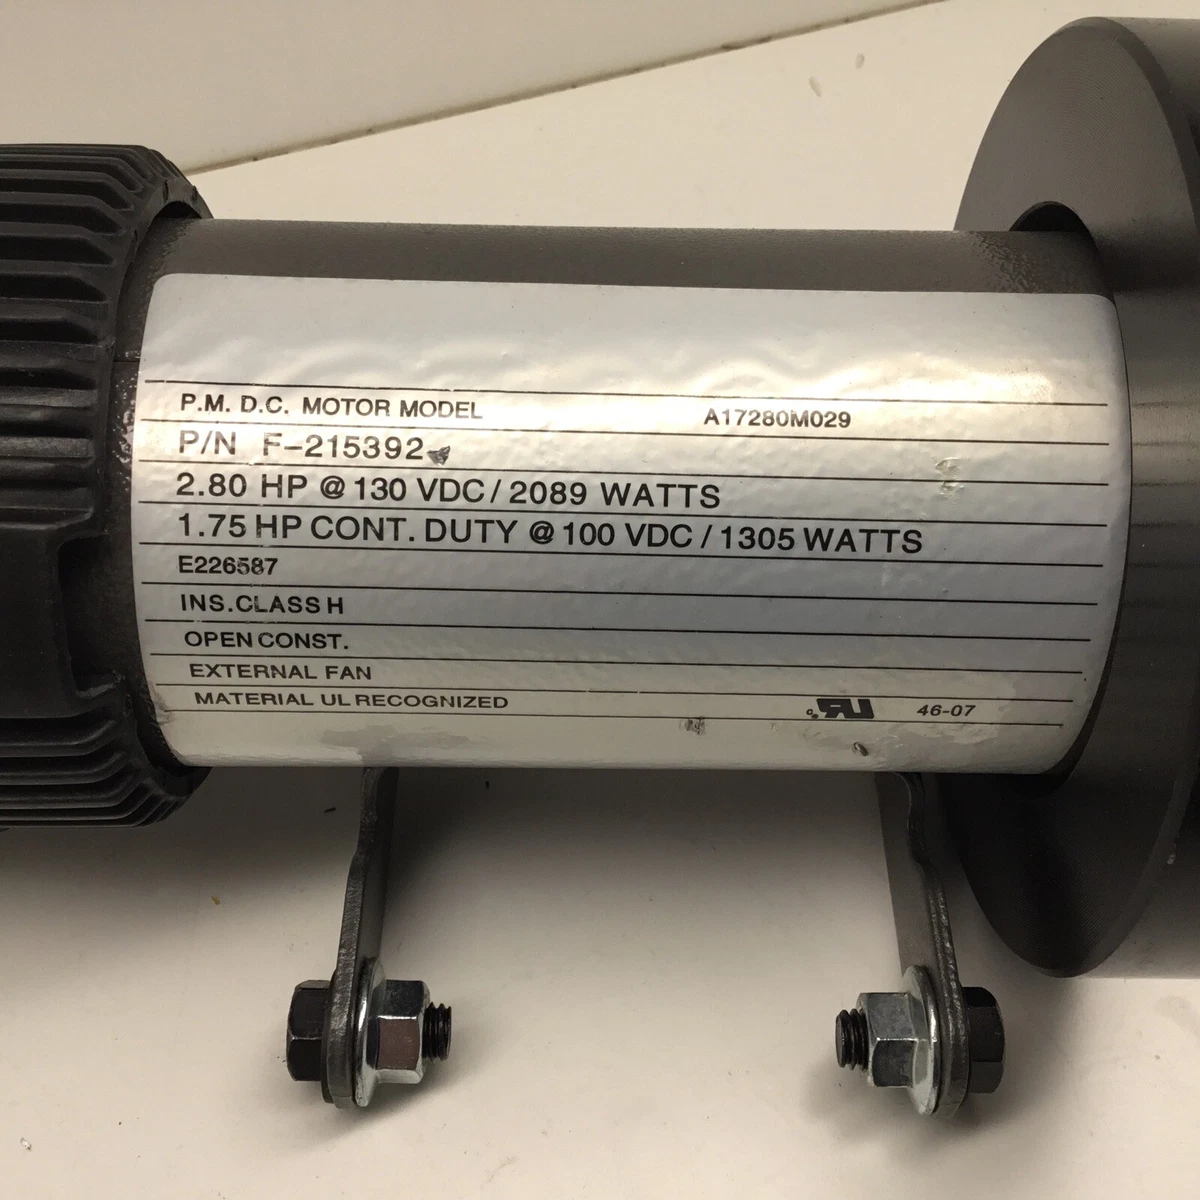 P.M. D.C. MOTOR MODEL A17280M029
P/N F-215392
2.80 HP @ 130 VDC / 2089 WATTS
1.75 HP CONT. DUTY @ 100 VDC / 1305 WATTS
E226587
INS. CLASS H
OPEN CONST.
EXTERNAL FAN
MATERIAL UL RECOGNIZED c RU 46-07